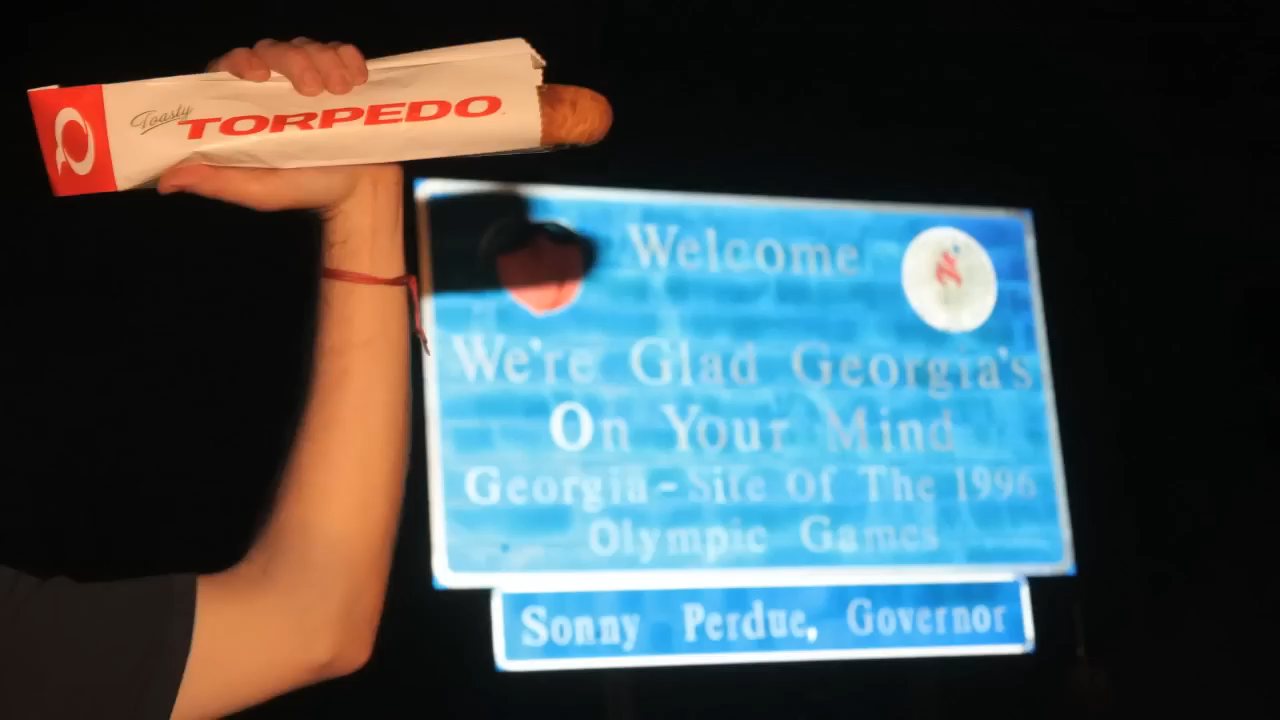 Toasty
TORPEDO
Welcome
We're Glad Georgia's
On Your Mind
Georgia - Site Of The 1996
Olympic Games
Sonny Perdue, Governor